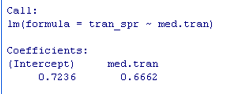 Call:
lm(formula = tran_spr ~ med.tran)
Coefficients:
(Intercept) med.tran
0.7236 0.6662